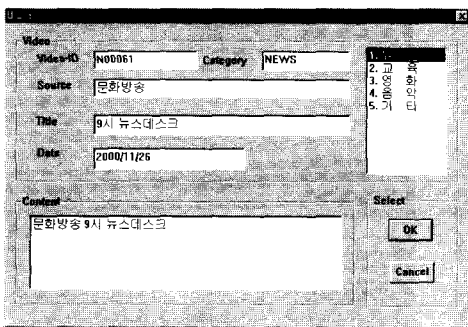 Video
Video-ID N00061 Category NEWS
Source 문화방송
Title 9시 뉴스데스크
Date 2000/11/26
1.
2. 교 육
3. 영 화
4. 음 악
5. 기 타
Content
문화방송 9시 뉴스데스크
Select
OK
Cancel